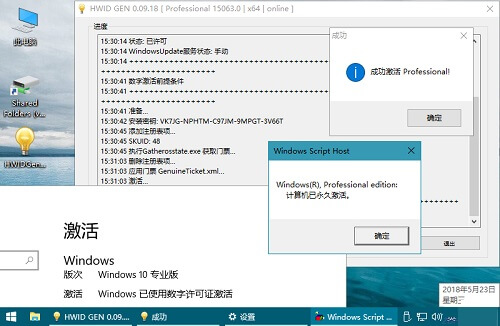 此电脑
Shared
Folders (v...
HWIDGen...
HWID GEN 0.09.18 [ Professional 15063.0 ] x64 | online ]
进度
15:30:14 状态: 已许可
15:30:14 WindowsUpdate服务状态: 手动
15:30:14 ++++++++++++++++++++++++++++++++++++++++
++++++++++++++++++++++
15:30:41 数字激活前提条件
15:30:41 ++++++++++++++++++++++++++++++++++++++++
++++++++++++++++++++++
15:30:41 准备...
15:30:42 安装密钥: VK7JG-NPHTM-C97JM-9MPGT-3V66T
15:30:45 添加注册表项...
15:30:45 SKUID: 48
15:30:45 执行Gatherosstate.exe 获取门票...
15:31:03 删除注册表项...
15:31:03 应用门票 GenuineTicket.xml...
15:31:03 激活...
退出
成功
成功激活 Professional!
确定
Windows Script Host
Windows(R), Professional edition:
计算机已永久激活。
确定
激活
Windows
版次 Windows 10 专业版
激活 Windows 已使用数字许可证激活
2018年5月23日
星期三
HWID GEN 0.09....
成功
设置
Windows Script ...